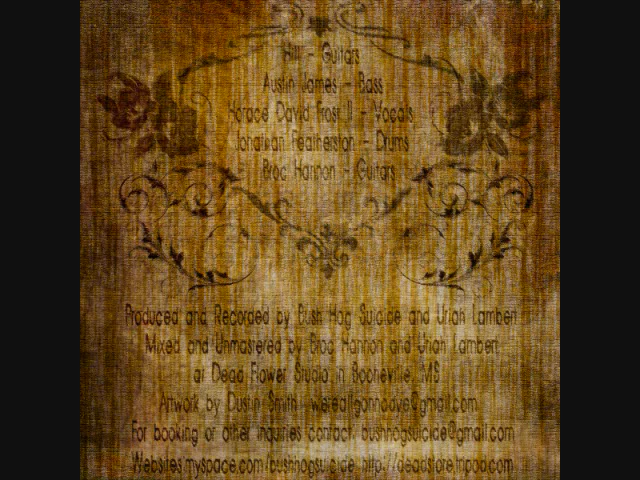 Hill - Guitars
Austin James - Bass
Horace David Frost II - Vocals
Jonathan Featherston - Drums
Broc Hannon - Guitars
Produced and Recorded by Bush Hog Suicide and Uriah Lambert
Mixed and Unmastered by Broc Hannon and Uriah Lambert
at Dead Flower Studio in Booneville, MS
Artwork by Dustin Smith
For booking or other inquiries contact: bushhogsuicide@gmail.com
Websites:myspace.com/bushhogsuicide